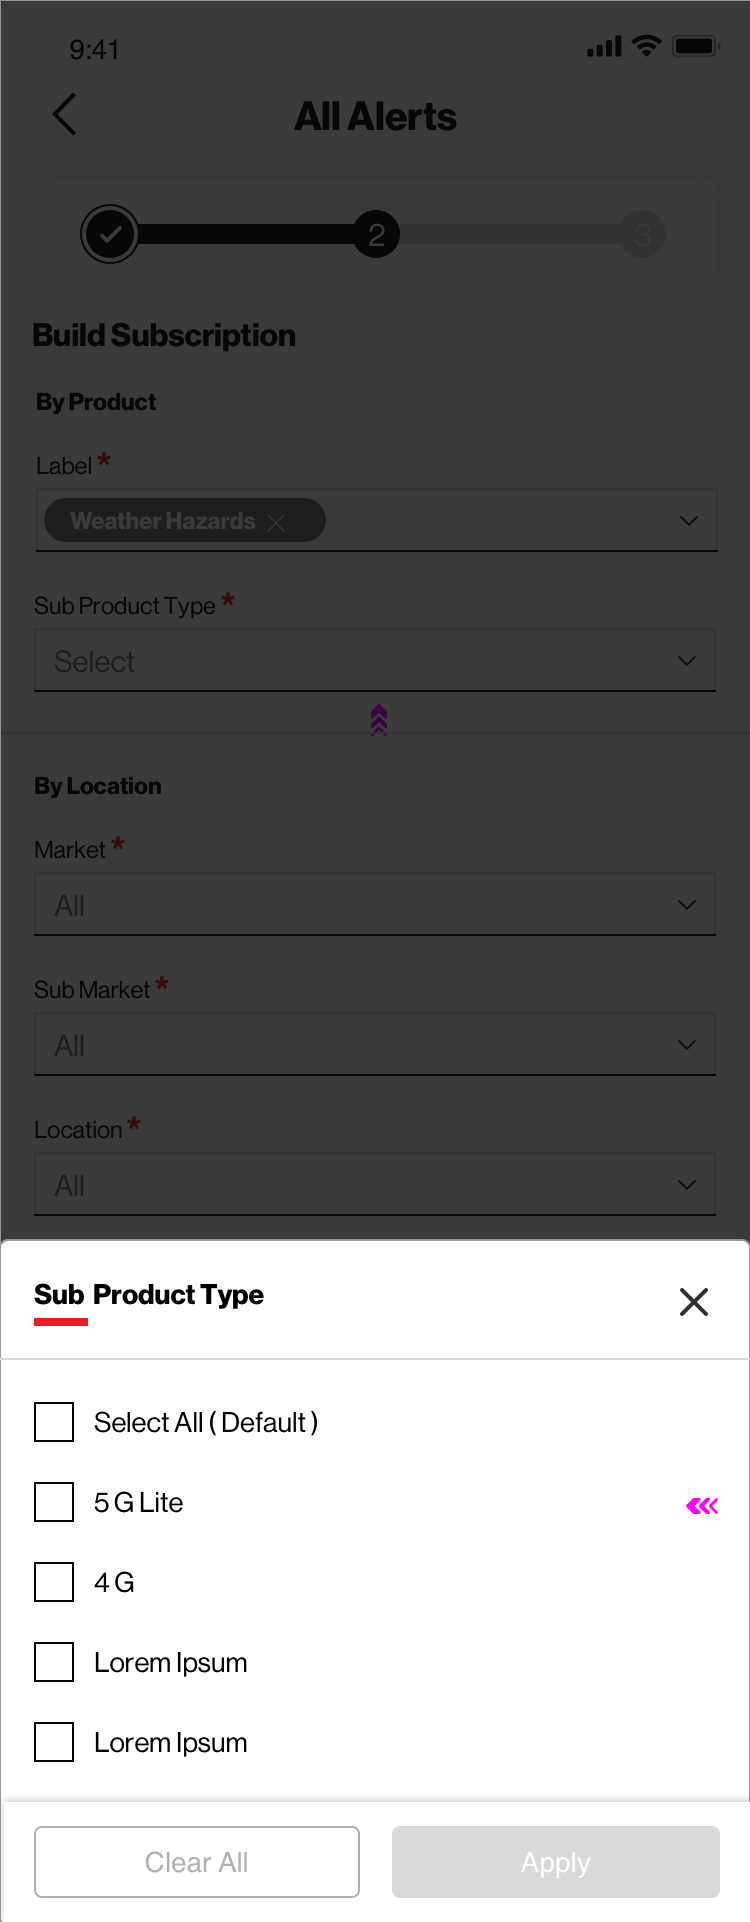 9:41
All Alerts
2
3
Build Subscription
By Product
Label *
Weather Hazards
Sub Product Type *
Select
By Location
Market *
All
Sub Market *
All
Location *
All
Sub Product Type
Select All ( Default )
5 G Lite
4 G
Lorem Ipsum
Lorem Ipsum
Clear All
Apply